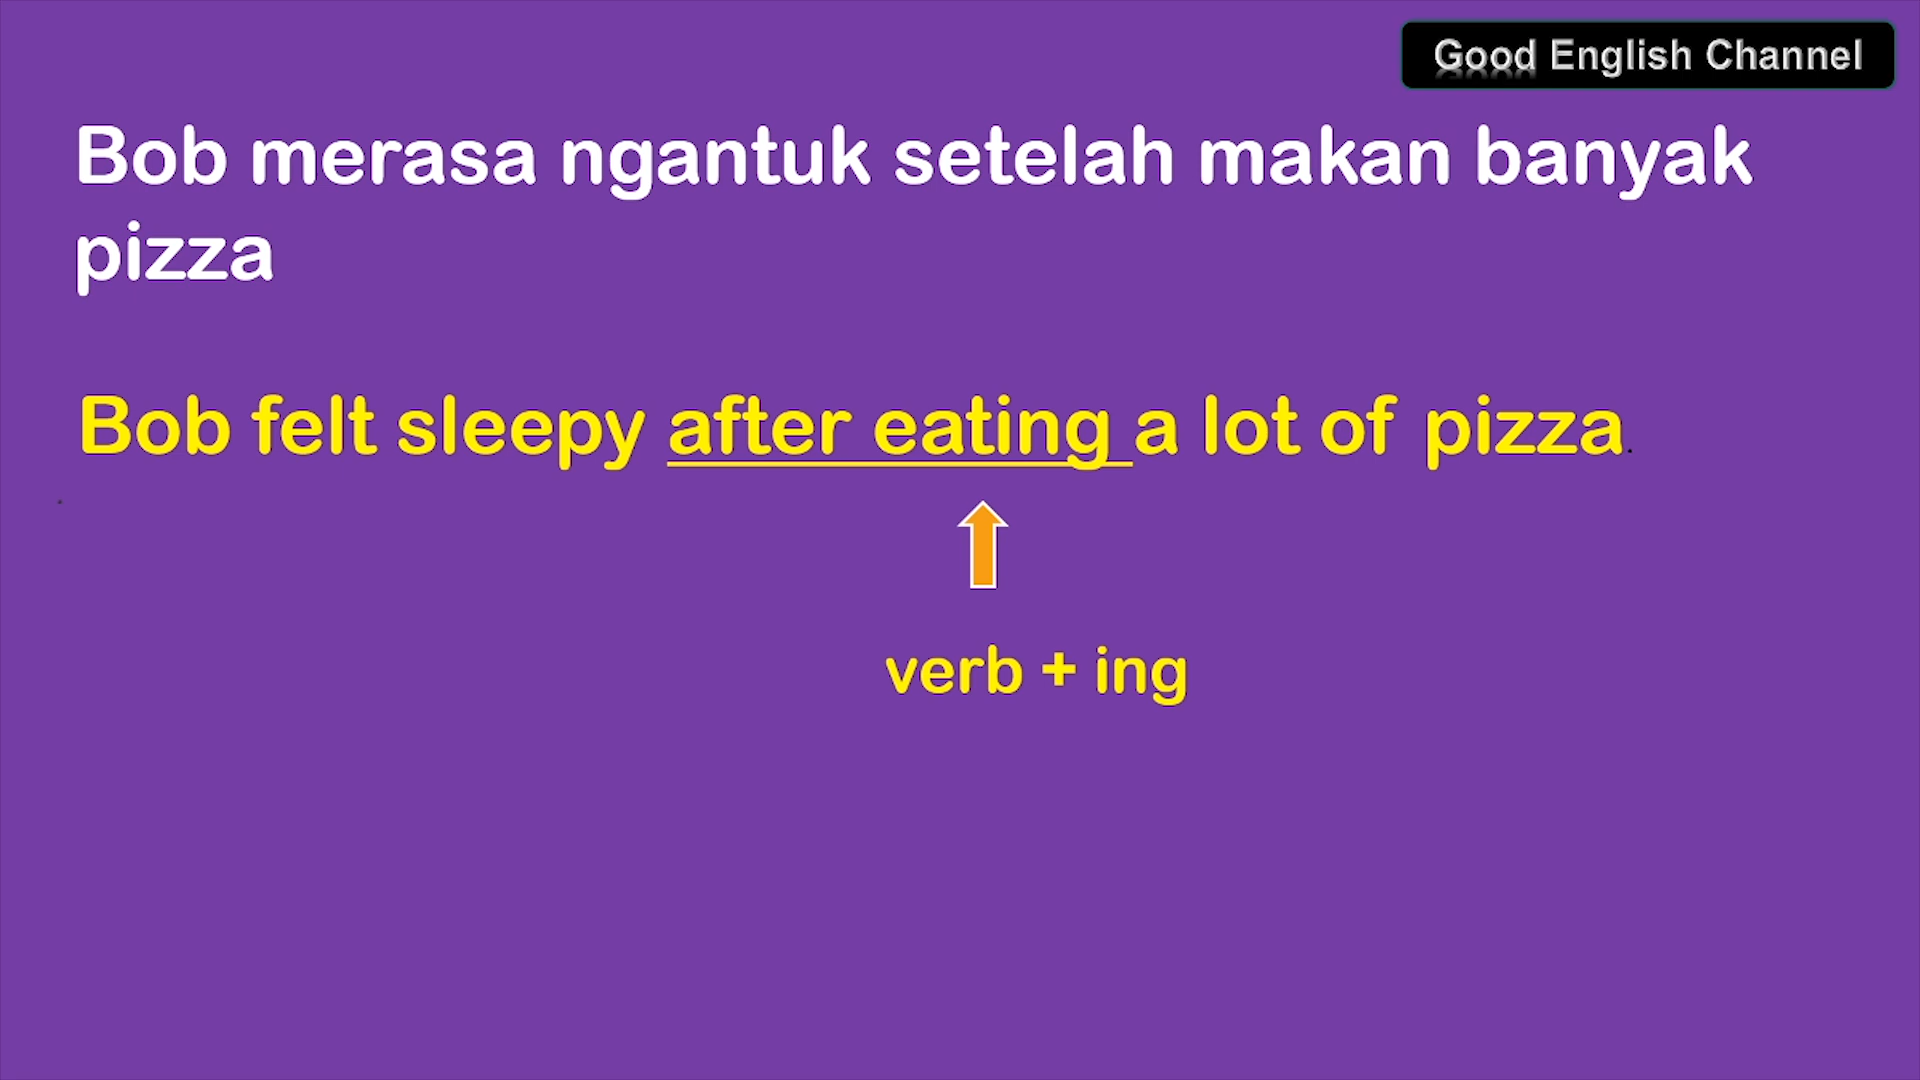 Good English Channel
Bob merasa ngantuk setelah makan banyak
pizza
Bob felt sleepy after eating a lot of pizza.
verb + ing